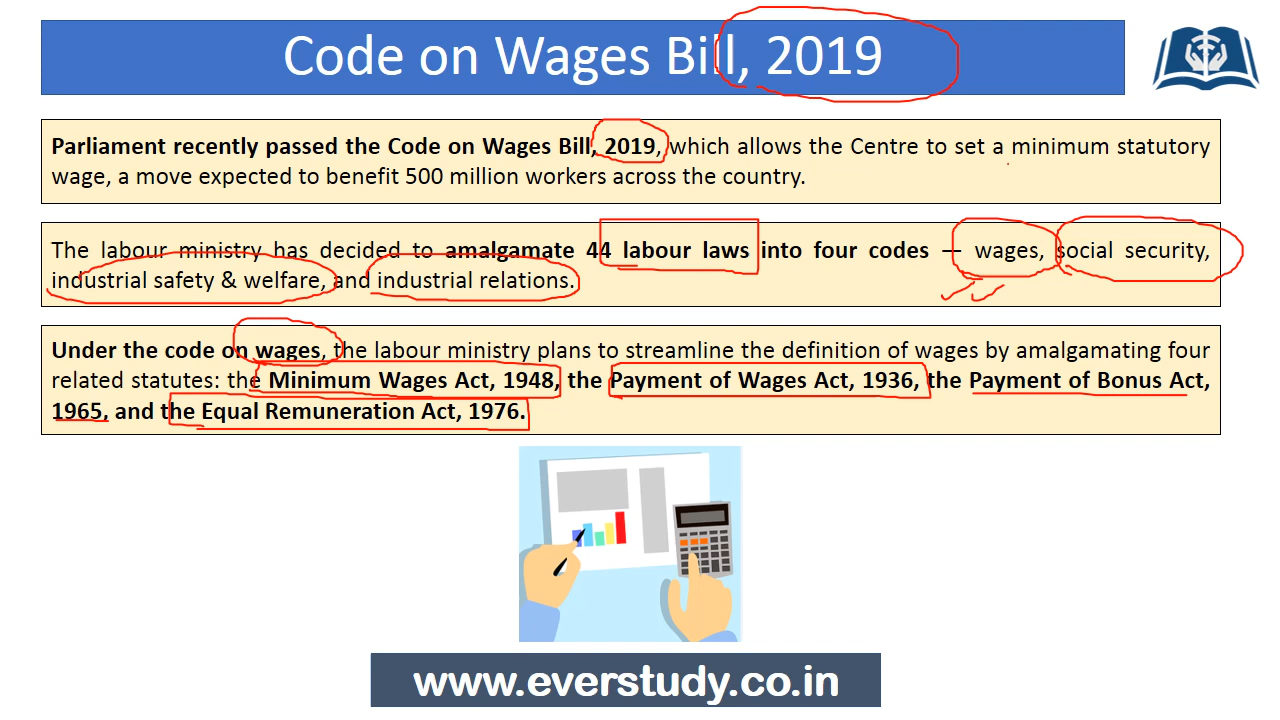 Code on Wages Bill, 2019
Parliament recently passed the Code on Wages Bill, 2019, which allows the Centre to set a minimum statutory
wage, a move expected to benefit 500 million workers across the country.
The labour ministry has decided to amalgamate 44 labour laws into four codes — wages, social security,
industrial safety & welfare, and industrial relations.
Under the code on wages, the labour ministry plans to streamline the definition of wages by amalgamating four
related statutes: the Minimum Wages Act, 1948, the Payment of Wages Act, 1936, the Payment of Bonus Act,
1965, and the Equal Remuneration Act, 1976.
www.everstudy.co.in